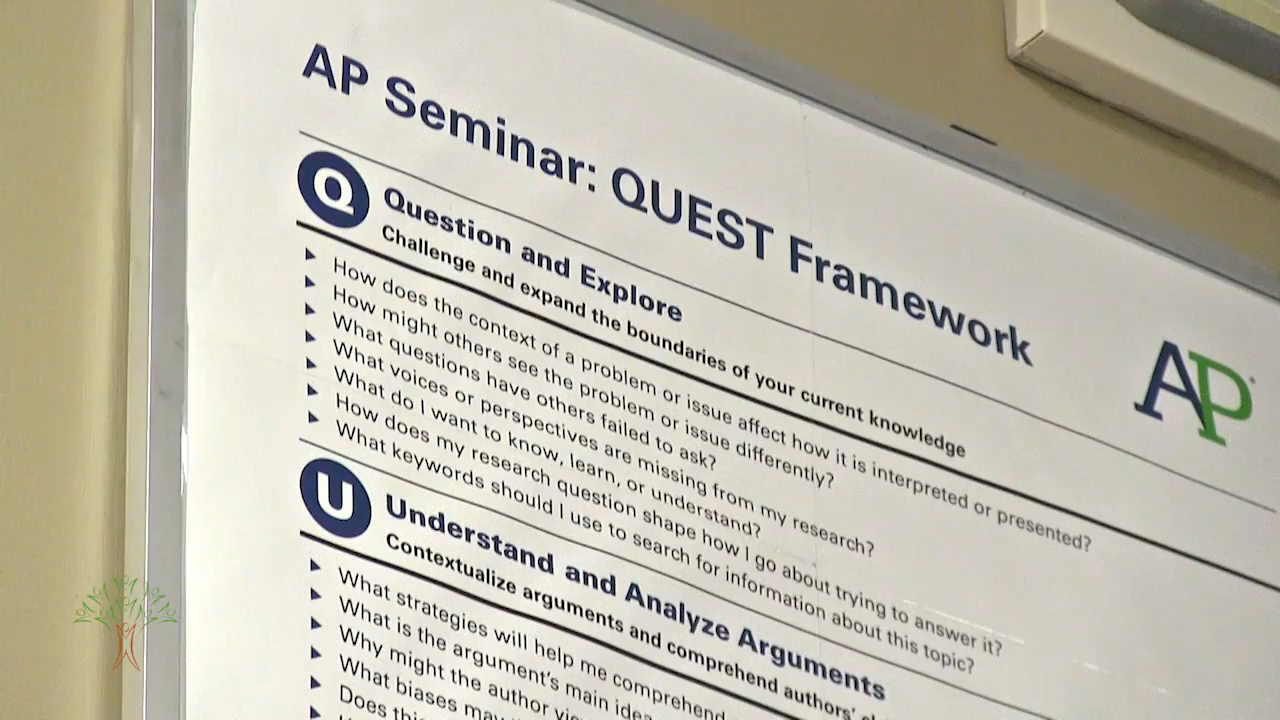 AP Seminar: QUEST Framework
AP
Q Question and Explore
Challenge and expand the boundaries of your current knowledge
How does the context of a problem or issue affect how it is interpreted or presented?
How might others see the problem or issue differently?
What questions have others failed to ask?
What voices or perspectives are missing from my research?
What do I want to know, learn, or understand?
How does my research question shape how I go about trying to answer it?
What keywords should I use to search for information about this topic?
U Understand and Analyze Arguments
Contextualize arguments and comprehend authors'
What strategies will help me comprehend
What is the argument's main idea
Why might the author
What biases may
Does